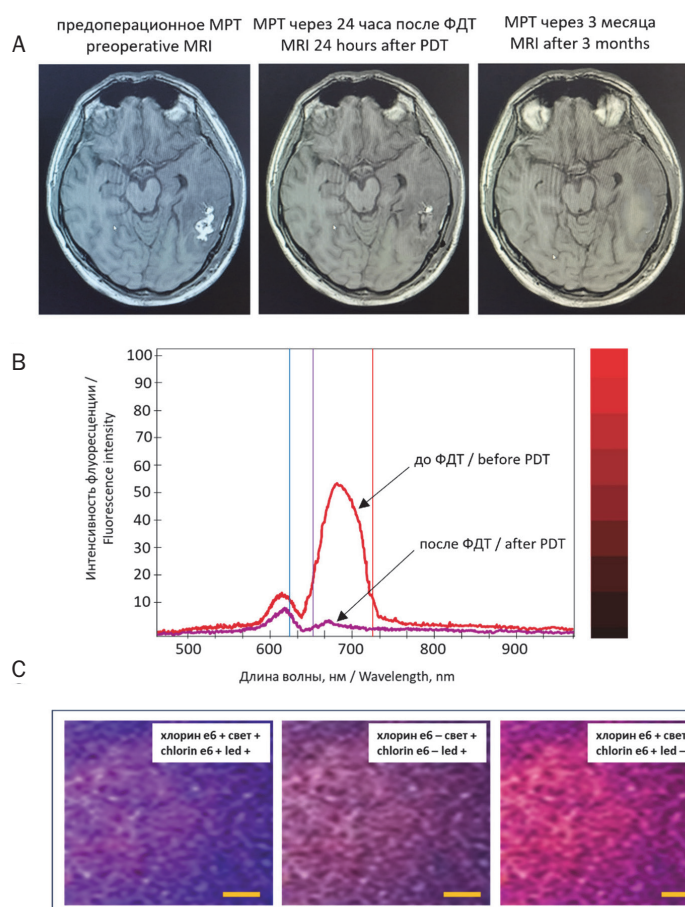 A
предоперационное МРТ
preoperative MRI
МРТ через 24 часа после ФДТ
MRI 24 hours after PDT
МРТ через 3 месяца
MRI after 3 months
B
Интенсивность флуоресценции /
Fluorescence intensity
100
90
80
70
60
50
40
30
20
10
до ФДТ / before PDT
после ФДТ / after PDT
500
600
700
800
900
Длина волны, нм / Wavelength, nm
C
хлорин е6 + свет +
chlorin e6 + led +
хлорин е6 – свет +
chlorin e6 – led +
хлорин е6 + свет
chlorin e6 + led –